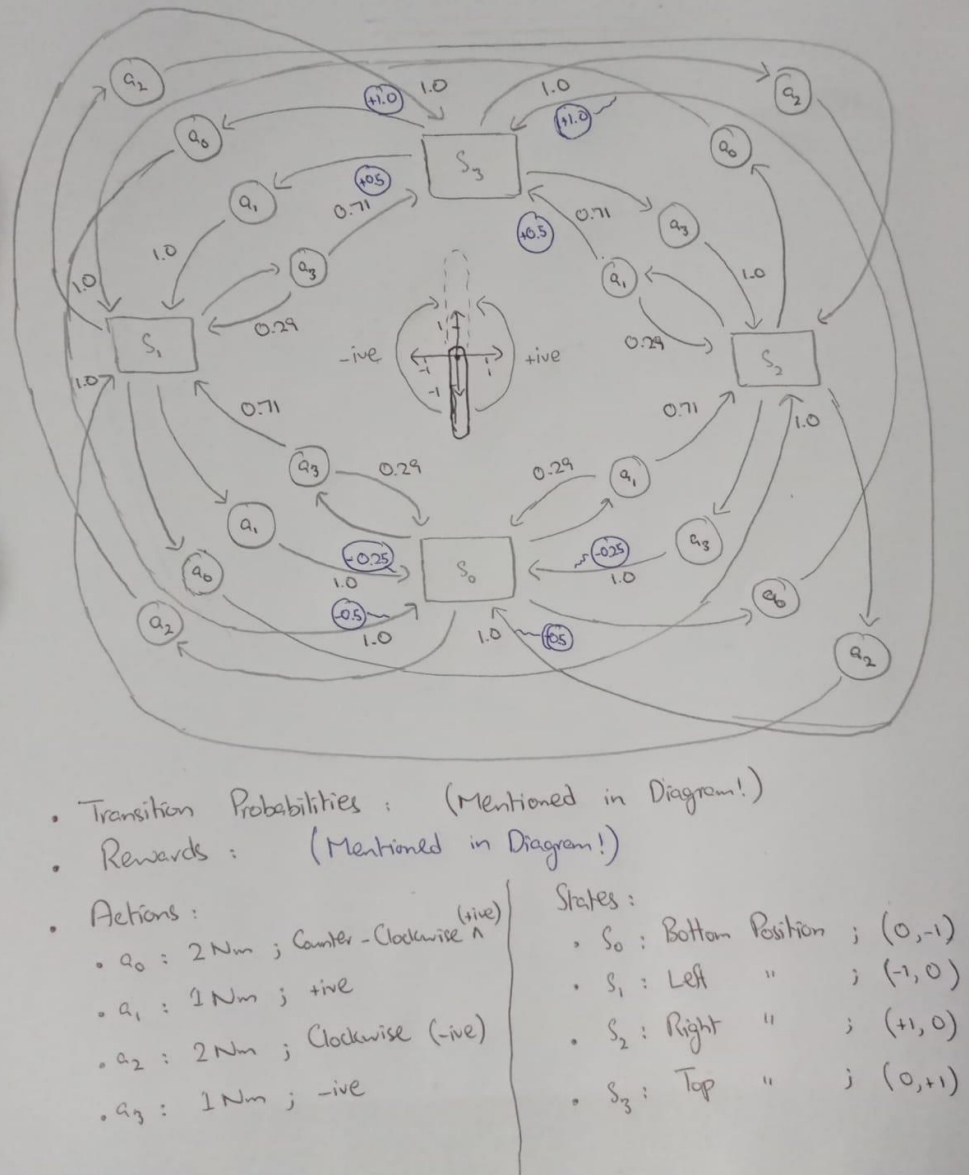 a2
1.0
1.0
a2
+1.0
+1.0
a0
a0
S3
a1
+0.5
0.71
0.71
a3
+0.5
1.0
a3
a1
1.0
1.0
0.29
0.29
S1
-ive
1
+ive
S2
-1
1
-1
1.0
0.71
0.71
1.0
a3
0.29
0.29
a1
a1
-0.25
-0.25
a3
1.0
S0
1.0
a0
-0.5
a0
a2
1.0
1.0
-0.5
a2
. Transition Probabilities : (Mentioned in Diagram!)
. Rewards : (Mentioned in Diagram!)
. Actions :
. a0 : 2 Nm ; Counter-Clockwise ^ (+ive)
. a1 : 1 Nm ; +ive
. a2 : 2 Nm ; Clockwise (-ive)
. a3 : 1 Nm ; -ive
States :
. S0 : Bottom Position ; (0,-1)
. S1 : Left " ; (-1,0)
. S2 : Right " ; (+1,0)
. S3 : Top " ; (0,+1)